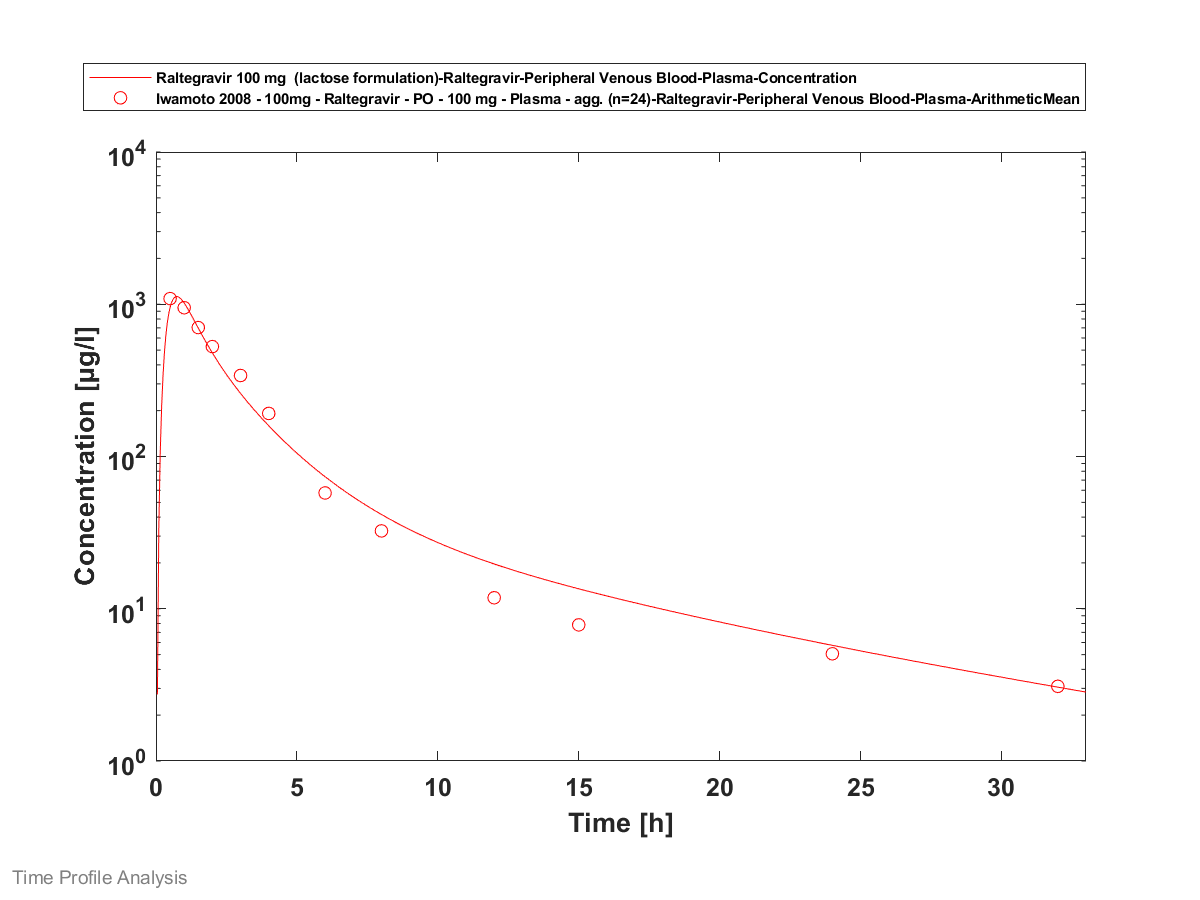 Raltegravir 100 mg  (lactose formulation)-Raltegravir-Peripheral Venous Blood-Plasma-Concentration
Iwamoto 2008 - 100mg - Raltegravir - PO - 100 mg - Plasma - agg. (n=24)-Raltegravir-Peripheral Venous Blood-Plasma-ArithmeticMean
10^4
10^3
10^2
10^1
10^0
Concentration [µg/l]
0 5 10 15 20 25 30
Time [h]
Time Profile Analysis